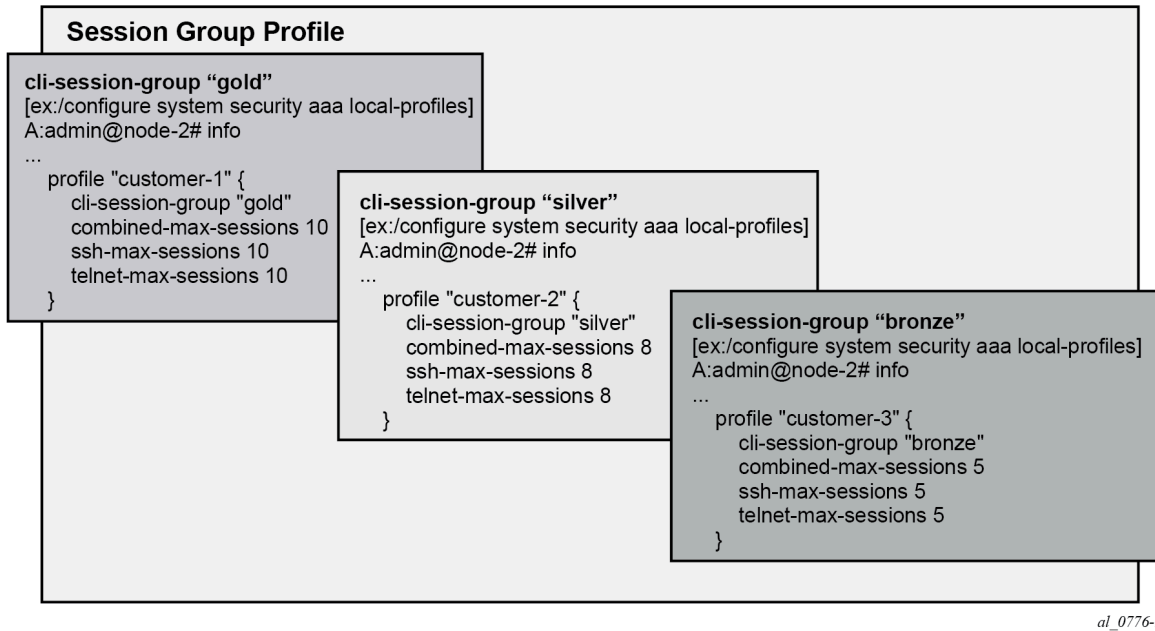 Session Group Profile
cli-session-group “gold”
[ex:/configure system security aaa local-profiles]
A:admin@node-2# info
...
profile "customer-1" {
cli-session-group "gold"
combined-max-sessions 10
ssh-max-sessions 10
telnet-max-sessions 10
}
cli-session-group “silver”
[ex:/configure system security aaa local-profiles]
A:admin@node-2# info
...
profile "customer-2" {
cli-session-group "silver"
combined-max-sessions 8
ssh-max-sessions 8
telnet-max-sessions 8
}
cli-session-group “bronze”
[ex:/configure system security aaa local-profiles]
A:admin@node-2# info
...
profile "customer-3" {
cli-session-group "bronze"
combined-max-sessions 5
ssh-max-sessions 5
telnet-max-sessions 5
}
al_0776-